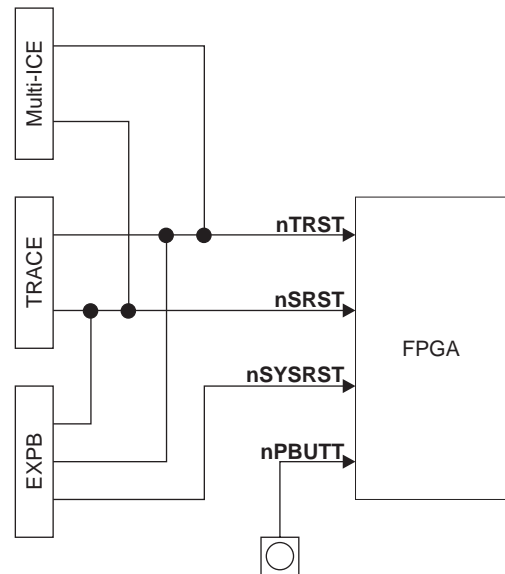 Multi-ICE
TRACE
EXPB
nTRST
nSRST
nSYSRST
nPBUTT
FPGA